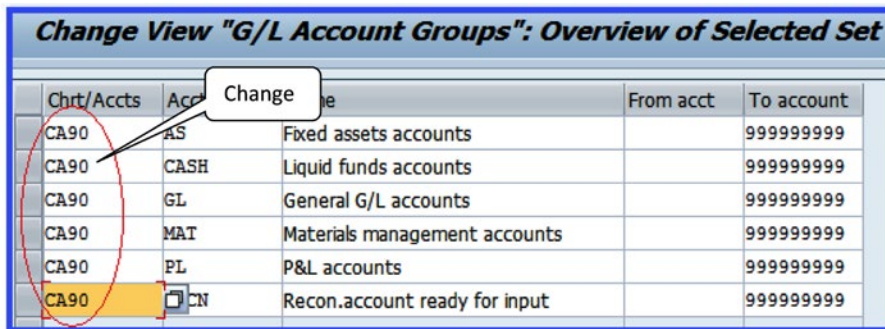 Change View "G/L Account Groups": Overview of Selected Set
Chrt/Accts Acct From acct To account
Change
CA90 AS Fixed assets accounts 999999999
CA90 CASH Liquid funds accounts 999999999
CA90 GL General G/L accounts 999999999
CA90 MAT Materials management accounts 999999999
CA90 PL P&L accounts 999999999
CA90 CN Recon.account ready for input 999999999